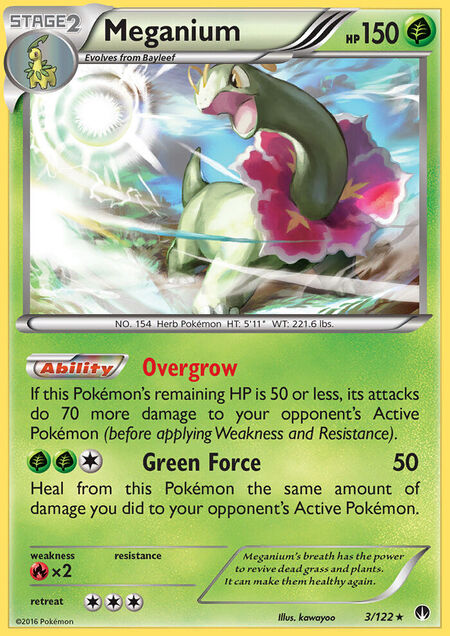 STAGE2
Meganium
HP150
Evolves from Bayleef
NO. 154 Herb Pokémon HT: 5'11" WT: 221.6 lbs.
Ability Overgrow
If this Pokémon's remaining HP is 50 or less, its attacks
do 70 more damage to your opponent's Active
Pokémon (before applying Weakness and Resistance).
Green Force 50
Heal from this Pokémon the same amount of
damage you did to your opponent's Active Pokémon.
weakness resistance
×2
retreat
Meganium's breath has the power
to revive dead grass and plants.
It can make them healthy again.
©2016 Pokémon
Illus. kawayoo
3/122 ★